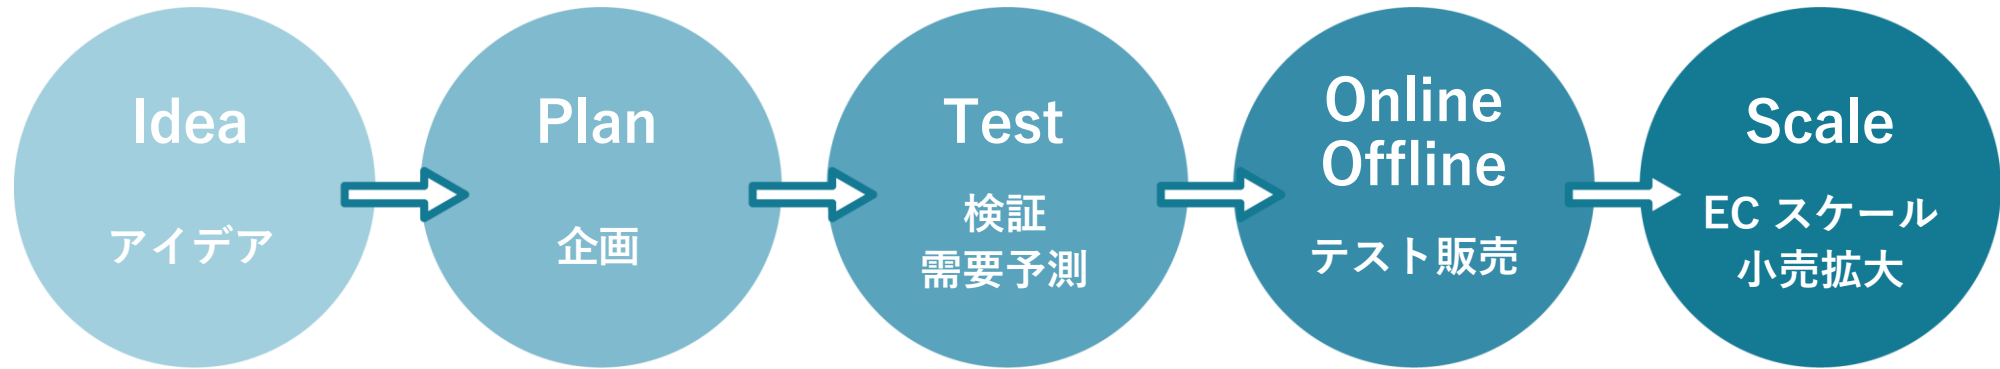 Idea
アイデア
Plan
企画
Test
検証
需要予測
Online
Offline
テスト販売
Scale
EC スケール
小売拡大